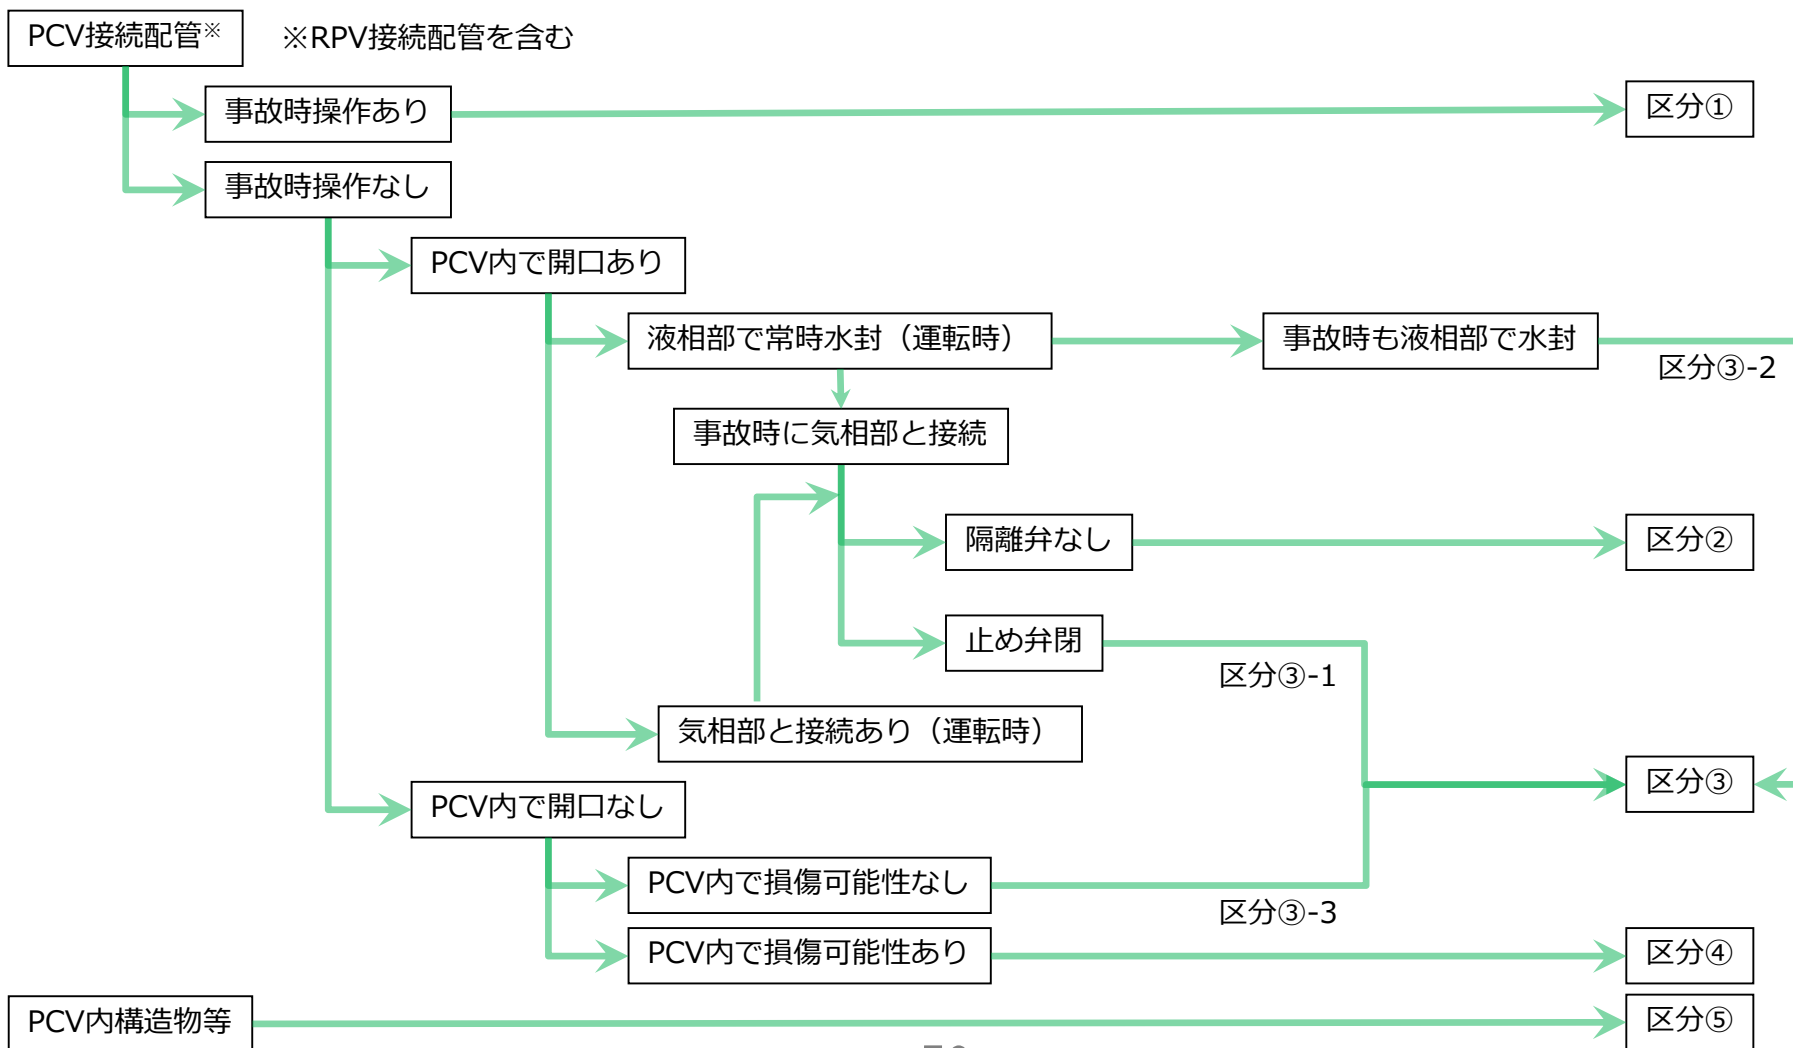 PCV接続配管※
※RPV接続配管を含む
事故時操作あり
区分①
事故時操作なし
PCV内で開口あり
液相部で常時水封（運転時）
事故時も液相部で水封
区分③-2
事故時に気相部と接続
隔離弁なし
区分②
止め弁閉
区分③-1
気相部と接続あり（運転時）
区分③
PCV内で開口なし
PCV内で損傷可能性なし
区分③-3
PCV内で損傷可能性あり
区分④
PCV内構造物等
区分⑤